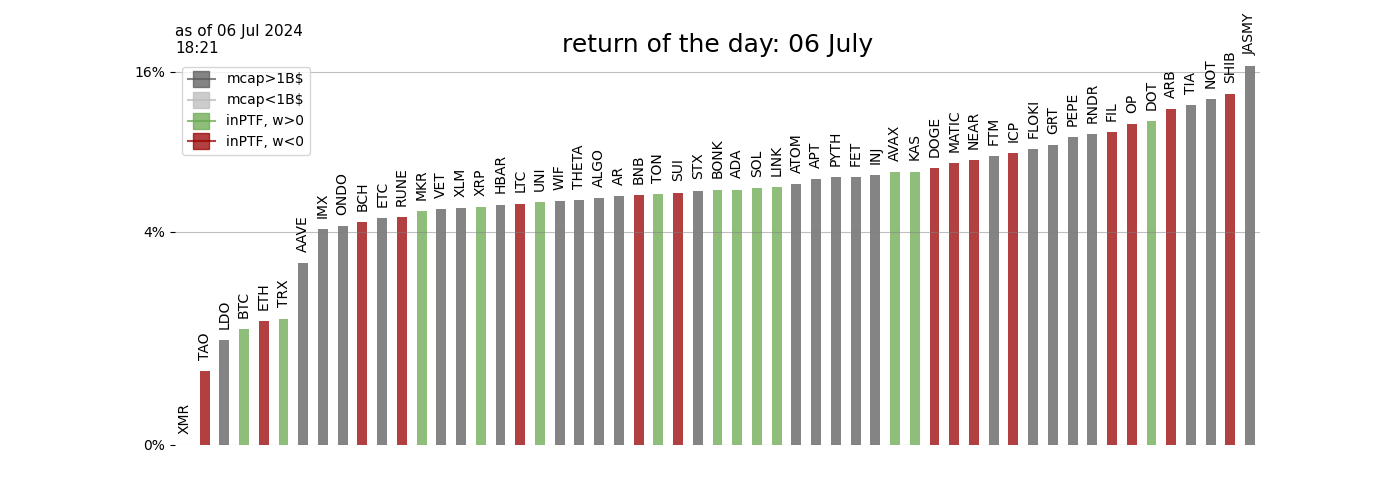 as of 06 Jul 2024
18:21
return of the day: 06 July
mcap>1B$
mcap<1B$
inPTF, w>0
inPTF, w<0
16%
4%
0%
XMR
TAO
LDO
BTC
ETH
TRX
AAVE
IMX
ONDO
BCH
ETC
RUNE
MKR
VET
XLM
XRP
HBAR
LTC
UNI
WIF
THETA
ALGO
AR
BNB
TON
SUI
STX
BONK
ADA
SOL
LINK
ATOM
APT
PYTH
FET
INJ
AVAX
KAS
DOGE
MATIC
NEAR
FTM
ICP
FLOKI
GRT
PEPE
RNDR
FIL
OP
DOT
ARB
TIA
NOT
SHIB
JASMY